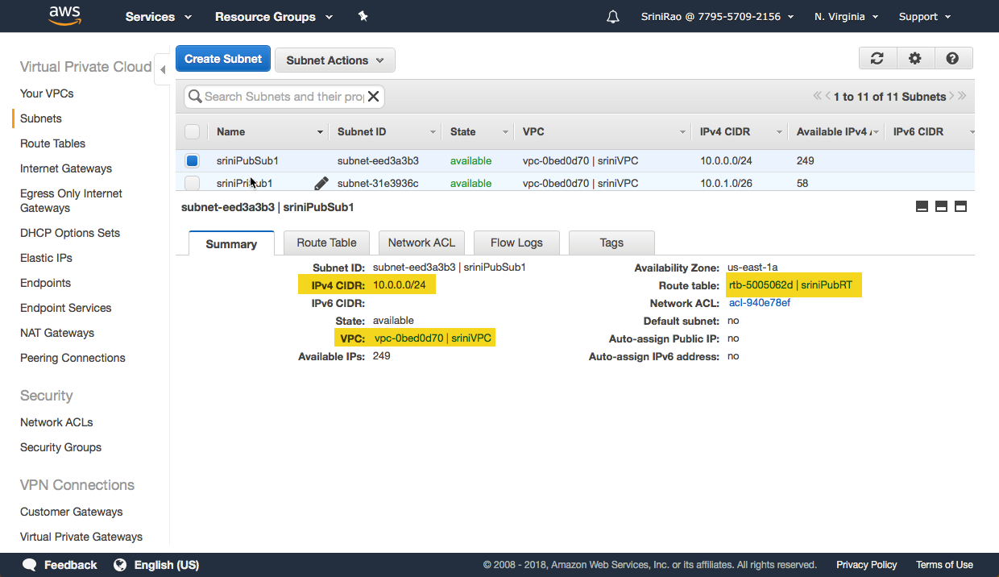 aws Services Resource Groups SriniRao @ 7795-5709-2156 N. Virginia Support
Virtual Private Cloud
Your VPCs
Subnets
Route Tables
Internet Gateways
Egress Only Internet
Gateways
DHCP Options Sets
Elastic IPs
Endpoints
Endpoint Services
NAT Gateways
Peering Connections
Security
Network ACLs
Security Groups
VPN Connections
Customer Gateways
Virtual Private Gateways
Create Subnet Subnet Actions
Search Subnets and their prop 1 to 11 of 11 Subnets
Name Subnet ID State VPC IPv4 CIDR Available IPv4 IPv6 CIDR
sriniPubSub1 subnet-eed3a3b3 available vpc-0bed0d70 | sriniVPC 10.0.0.0/24 249
subnet-31e3936c available vpc-0bed0d70 | sriniVPC 10.0.1.0/26 58
subnet-eed3a3b3 | sriniPubSub1
Summary Route Table Network ACL Flow Logs Tags
Subnet ID: subnet-eed3a3b3 | sriniPubSub1 Availability Zone: us-east-1a
IPv4 CIDR: 10.0.0.0/24 Route table: rtb-5005062d | sriniPubRT
IPv6 CIDR: Network ACL: acl-940e78ef
State: available Default subnet: no
VPC: vpc-0bed0d70 | sriniVPC Auto-assign Public IP: no
Available IPs: 249 Auto-assign IPv6 address: no
Feedback English (US) © 2008 - 2018, Amazon Web Services, Inc. or its affiliates. All rights reserved. Privacy Policy Terms of Use